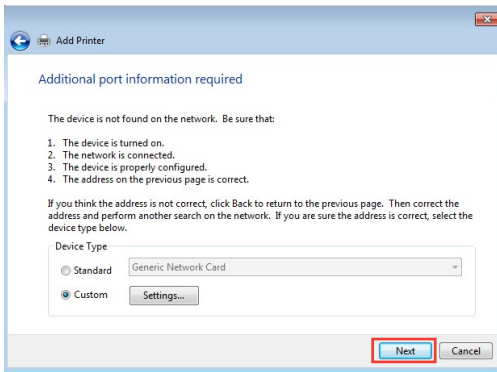 Add Printer
Additional port information required
The device is not found on the network. Be sure that:
1. The device is turned on.
2. The network is connected.
3. The device is properly configured.
4. The address on the previous page is correct.
If you think the address is not correct, click Back to return to the previous page. Then correct the
address and perform another search on the network. If you are sure the address is correct, select the
device type below.
Device Type
Standard Generic Network Card
Custom Settings...
Next Cancel